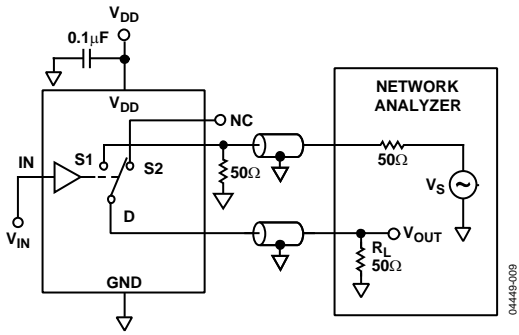 VDD
0.1μF
VDD
NC
NETWORK
ANALYZER
IN
S1
S2
50Ω
50Ω
VS
D
VIN
VOUT
RL
50Ω
GND
04449-009